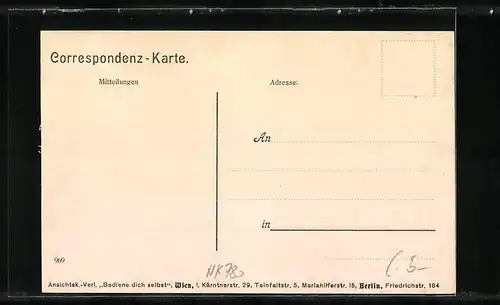 Correspondenz-Karte.
Mitteilungen
Adresse:
An
in
969
NK780
(. 5-
Ansichtsk.-Verl. „Bediene dich selbst", Wien, I, Kärntnerstr. 29. Teinfaltstr. 5. Mariahilferstr. 15, Berlin, Friedrichstr. 164